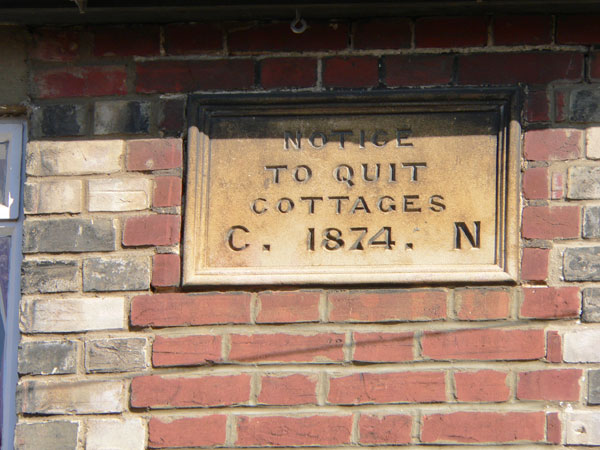 NOTICE
TO QUIT
COTTAGES
C. 1874. N